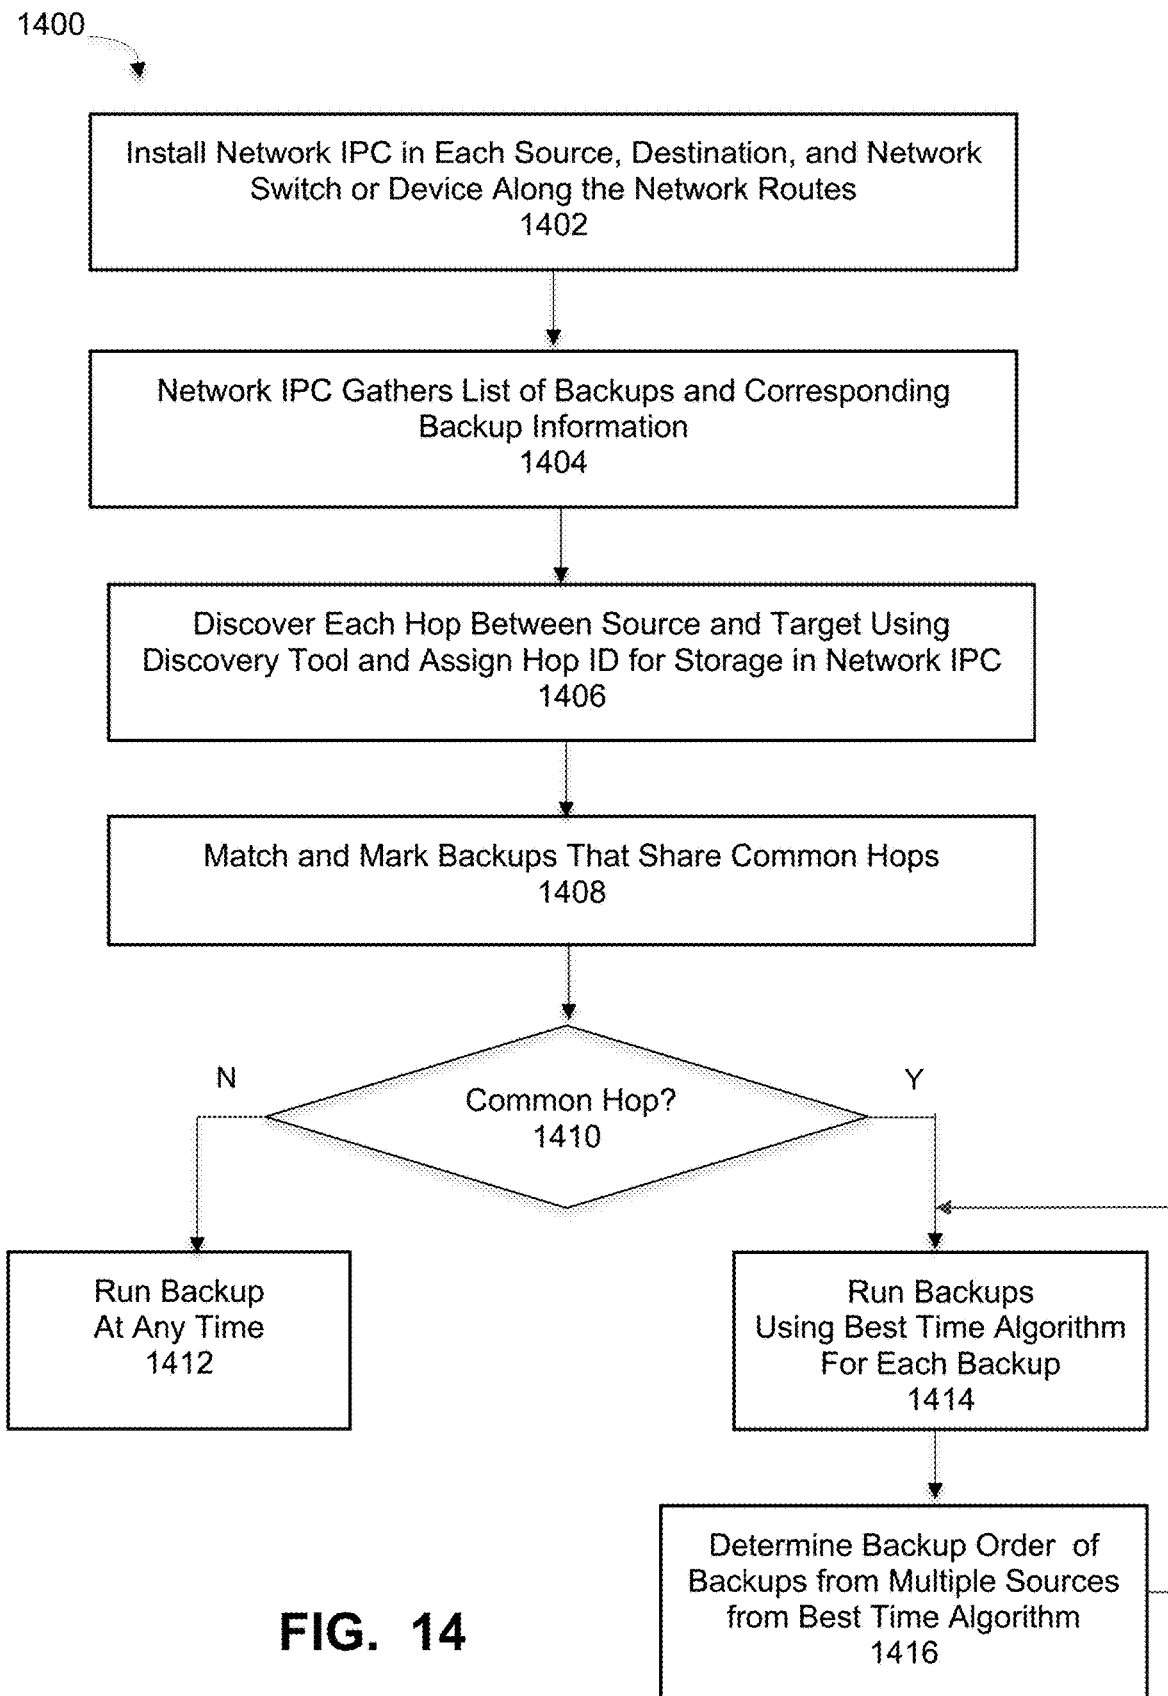 1400
Install Network IPC in Each Source, Destination, and Network
Switch or Device Along the Network Routes
1402
Network IPC Gathers List of Backups and Corresponding
Backup Information
1404
Discover Each Hop Between Source and Target Using
Discovery Tool and Assign Hop ID for Storage in Network IPC
1406
Match and Mark Backups That Share Common Hops
1408
N
Y
Common Hop?
1410
Run Backup
At Any Time
1412
Run Backups
Using Best Time Algorithm
For Each Backup
1414
Determine Backup Order of
Backups from Multiple Sources
from Best Time Algorithm
1416
FIG. 14